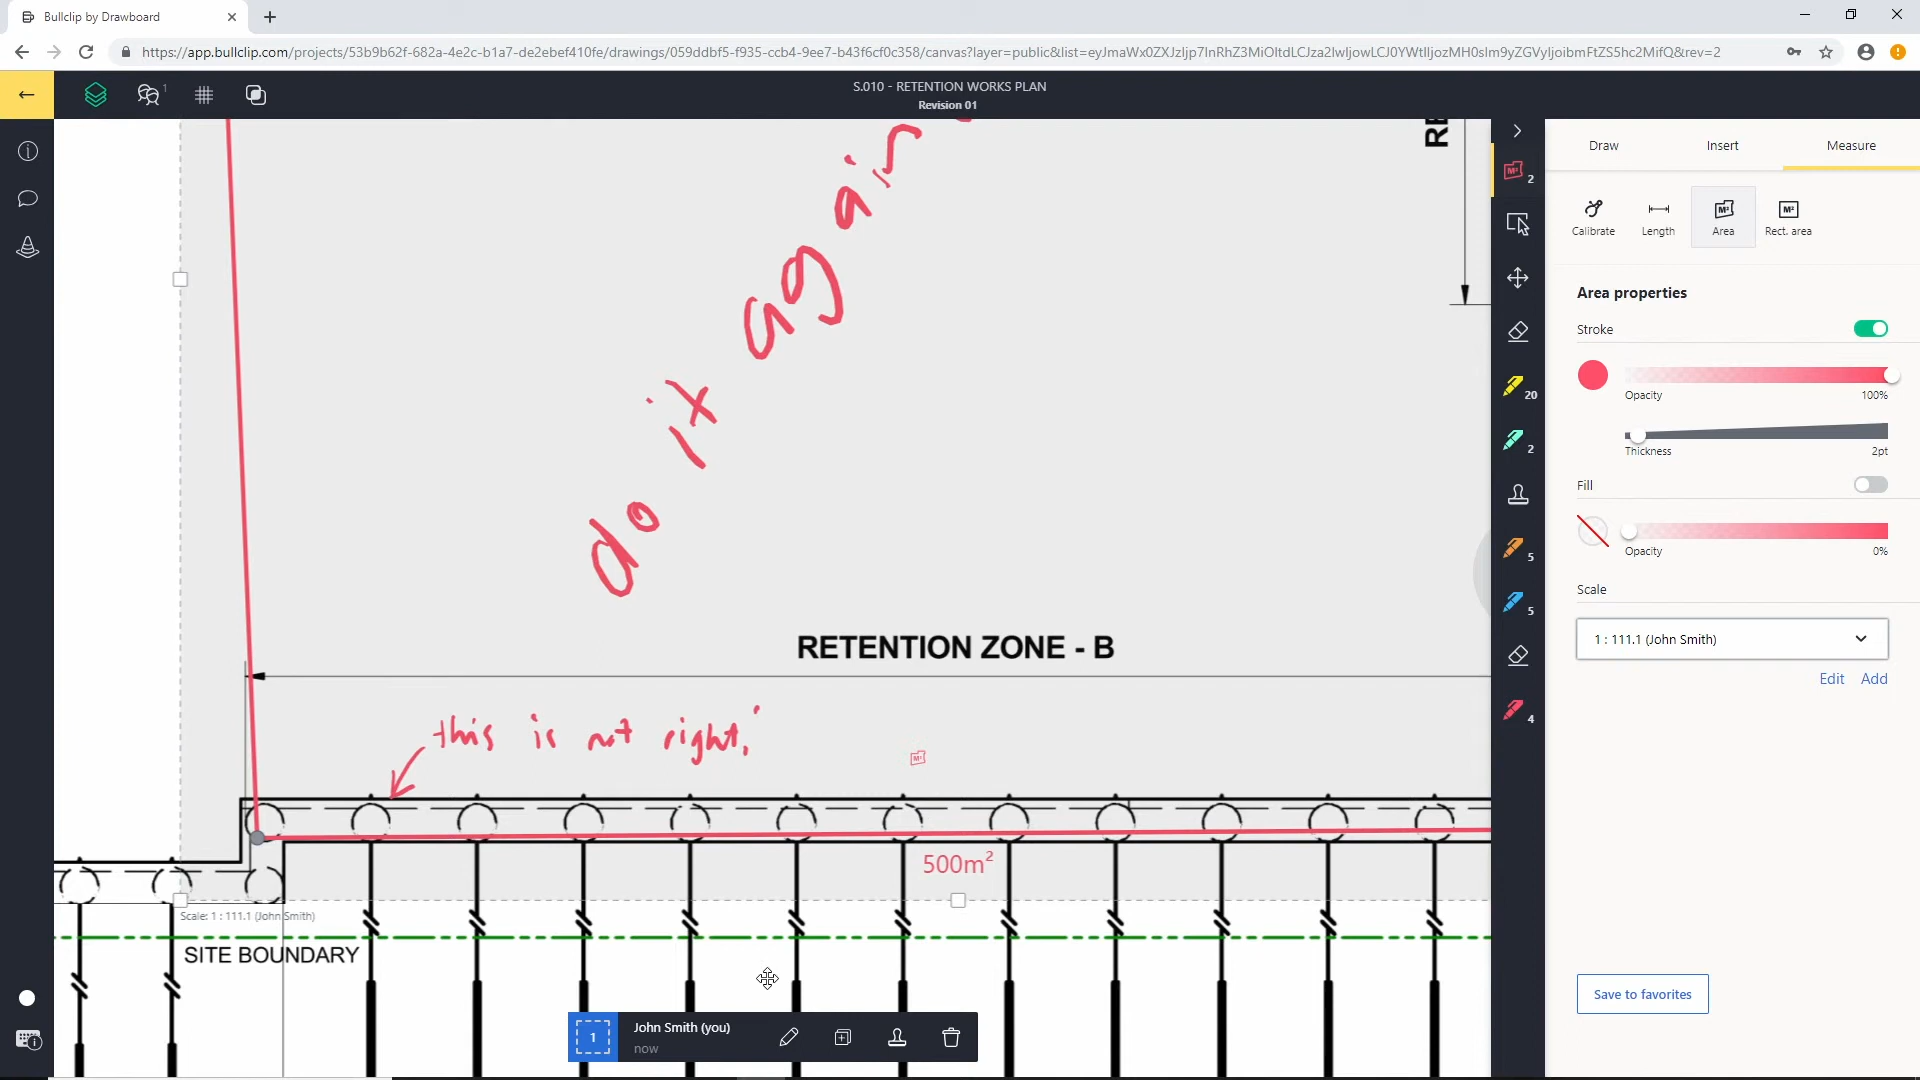 Bullclip by Drawboard
https://app.bullclip.com/projects/53b9b62f-682a-4e2c-b1a7-de2ebef410fe/drawings/059ddbf5-f935-ccb4-9ee7-b43f6cf0c358/canvas?layer=public&list=eyJmaWx0ZXJzIjp7InRhZ3MiOltdLCJza2lwIjowLCJ0YWtlIjozMH0sIm9yZGVyIjoibmFtZS5hc2MifQ&rev=2
S.010 - RETENTION WORKS PLAN
Revision 01
1
RE
do it again
RETENTION ZONE - B
this is not right!
500m²
Scale: 1 : 111.1 (John Smith)
SITE BOUNDARY
1
John Smith (you)
now
M² 2
20
2
5
5
4
Draw Insert Measure
Calibrate Length Area Rect. area
Area properties
Stroke
Opacity 100%
Thickness 2pt
Fill
Opacity 0%
Scale
1 : 111.1 (John Smith)
Edit Add
Save to favorites